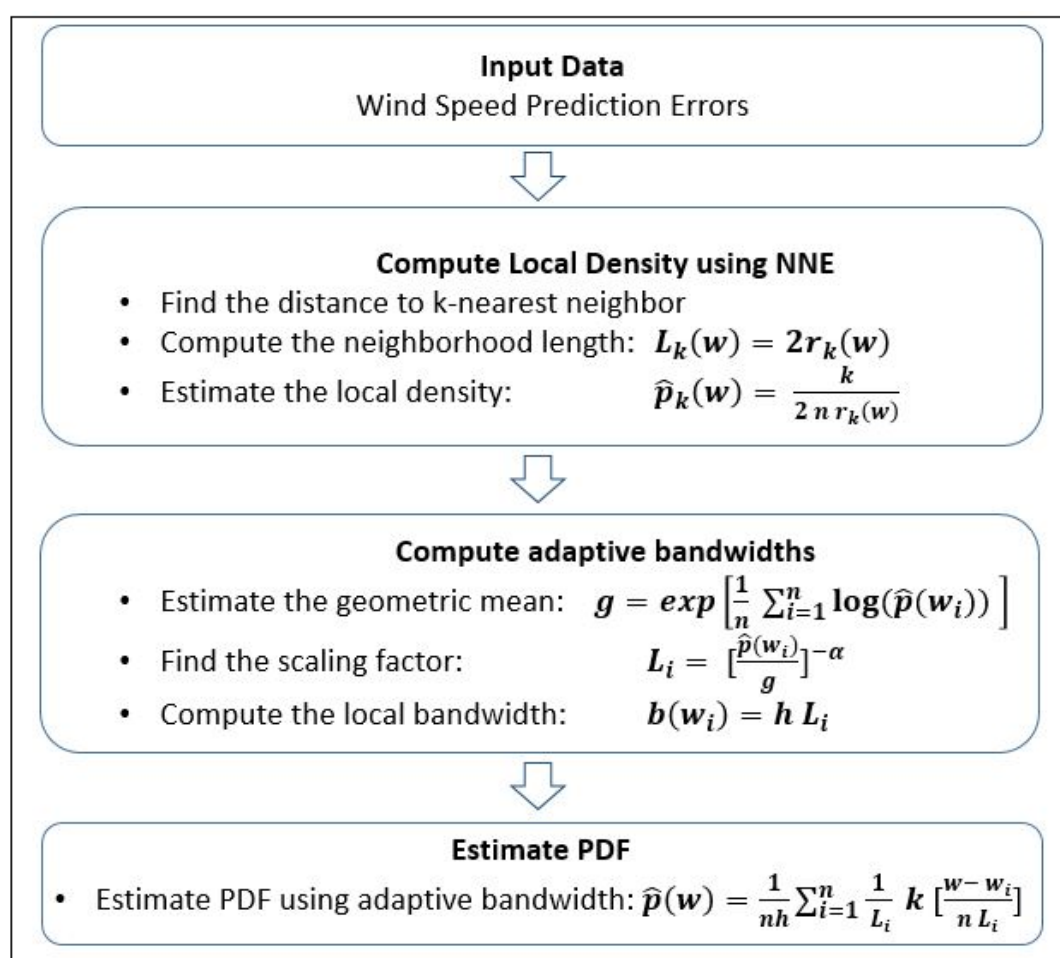 Input Data
Wind Speed Prediction Errors
Compute Local Density using NNE
• Find the distance to k-nearest neighbor
• Compute the neighborhood length: L_k(w) = 2r_k(w)
• Estimate the local density: p̂_k(w) = k / (2 n r_k(w))
Compute adaptive bandwidths
• Estimate the geometric mean: g = exp [1/n ∑_{i=1}^{n} log(p̂(w_i)) ]
• Find the scaling factor: L_i = [p̂(w_i)/g]^{-α}
• Compute the local bandwidth: b(w_i) = h L_i
Estimate PDF
• Estimate PDF using adaptive bandwidth: p̂(w) = 1/nh ∑_{i=1}^{n} 1/L_i k [w- w_i / n L_i]